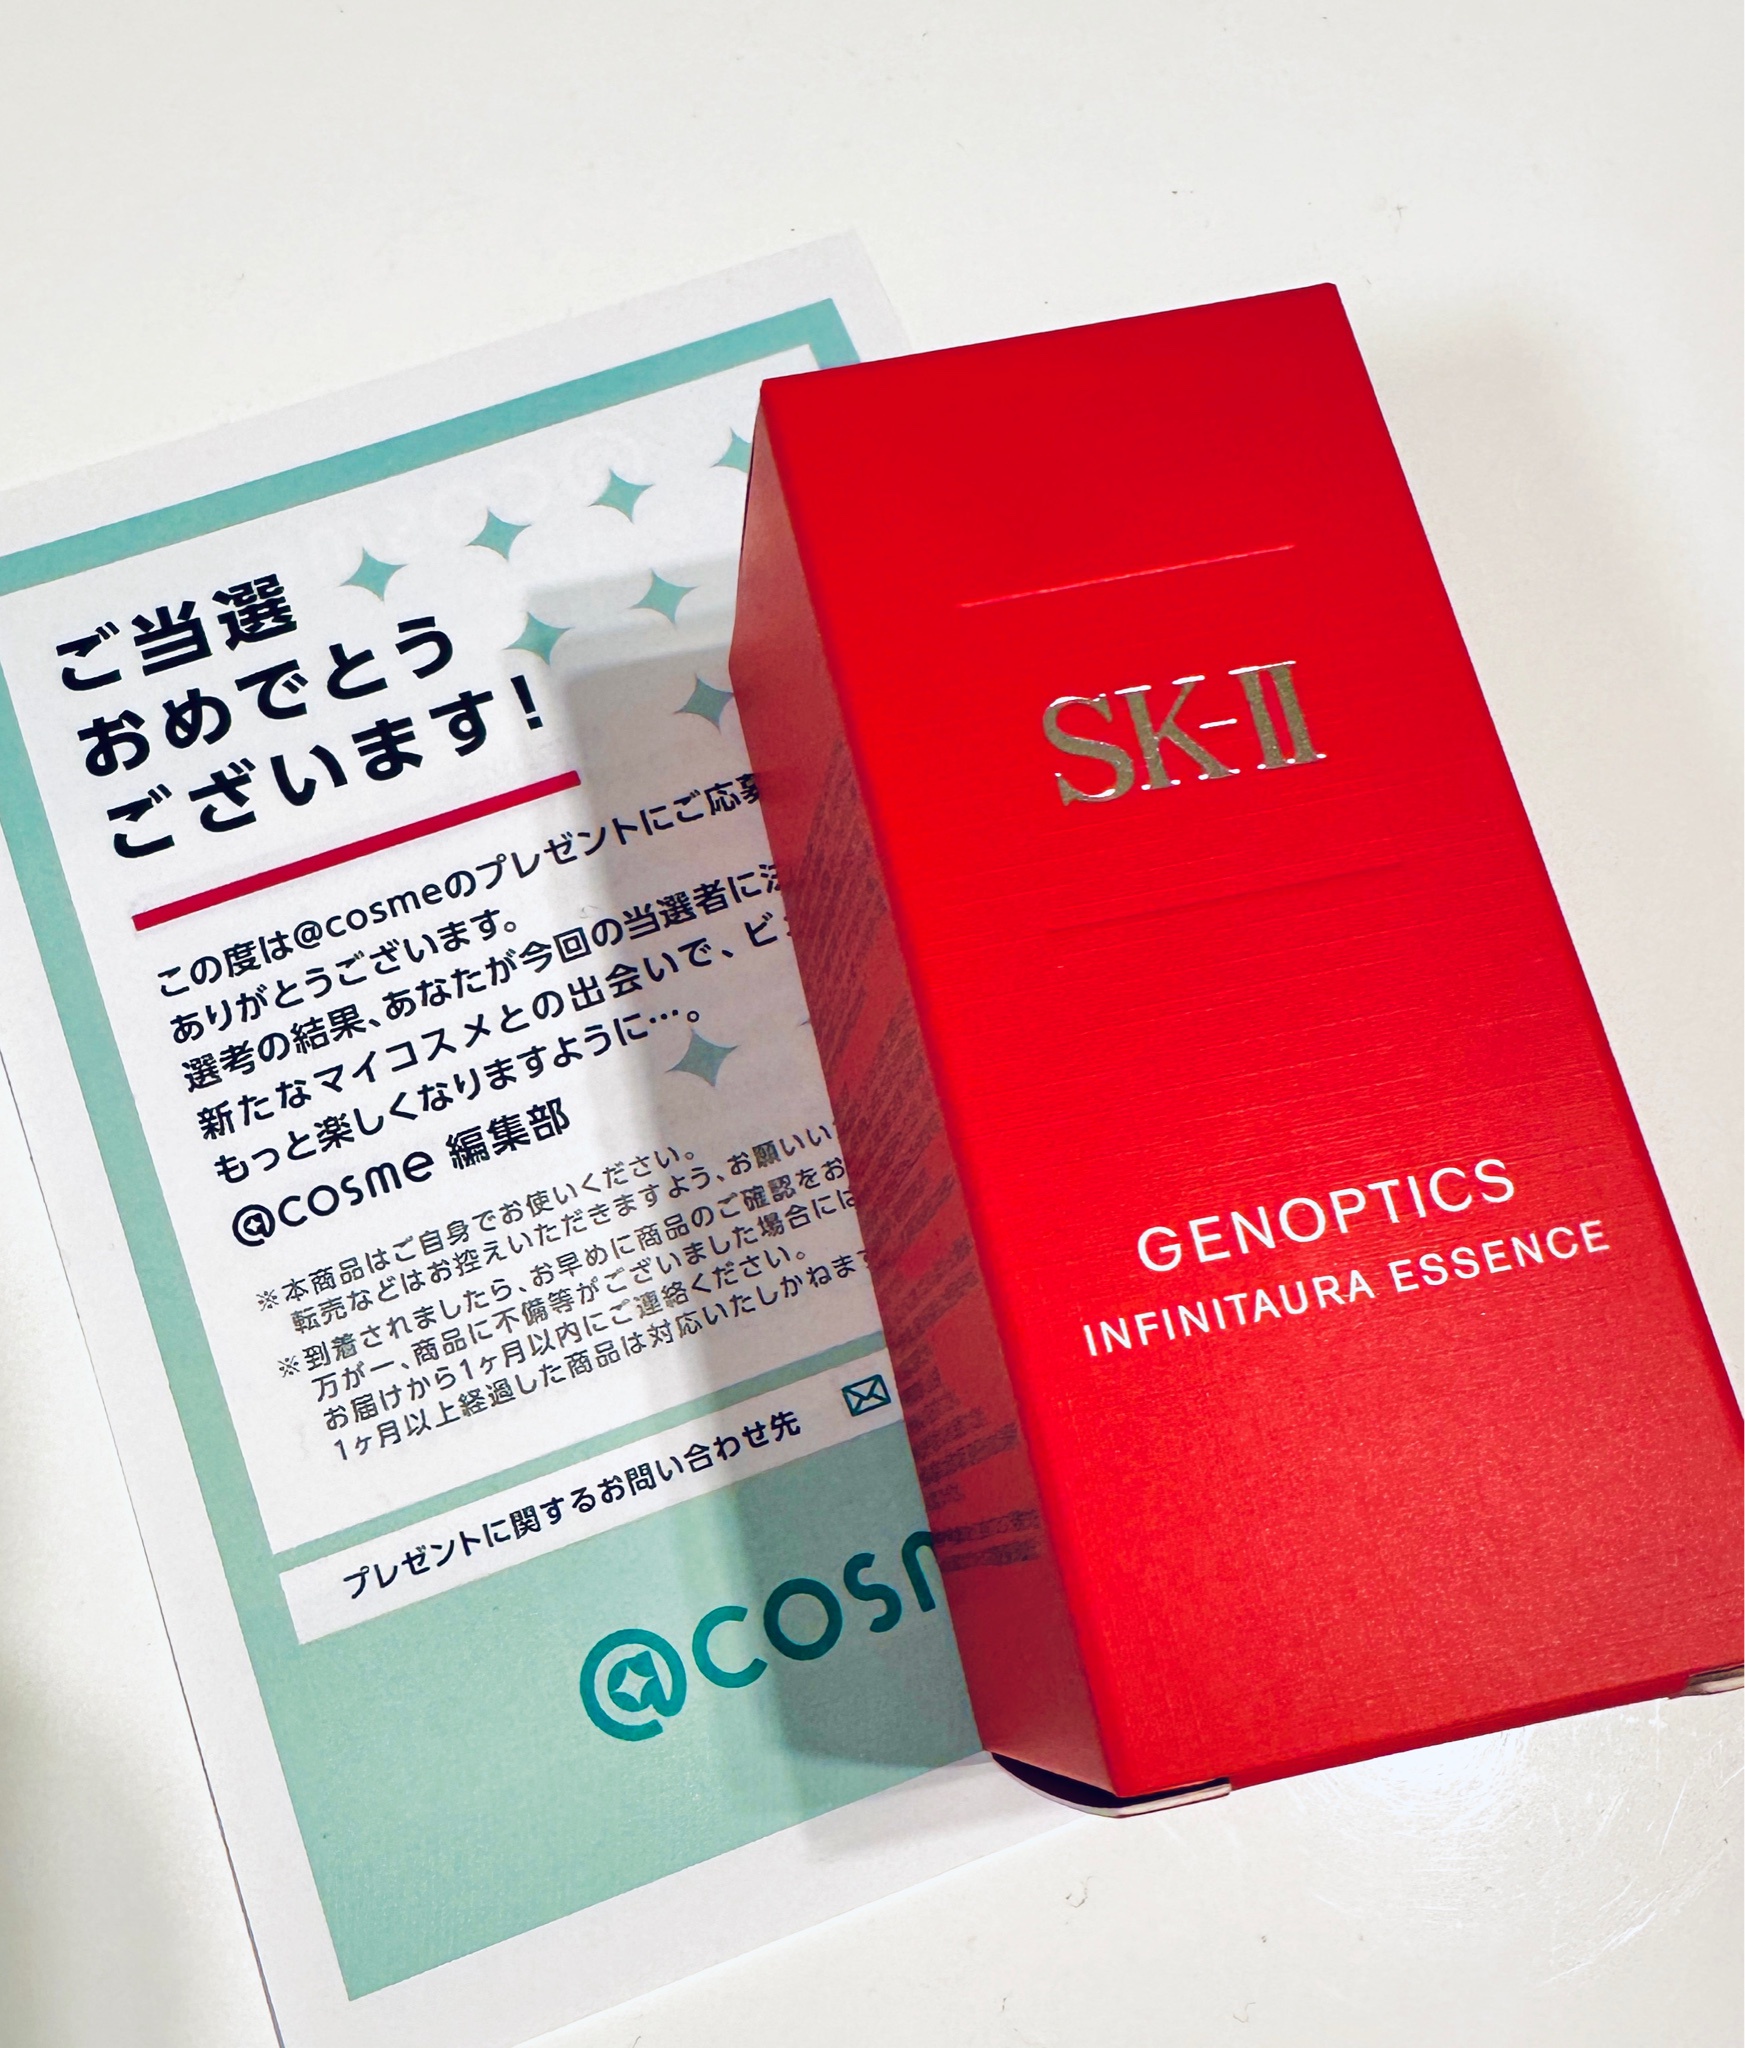 ご当選
おめでとう
ございます!
この度は@cosmeのプレゼントにご応募
ありがとうございます。
選考の結果、あなたが今回の当選者に
新たなマイコスメとの出会いで、ビ
もっと楽しくなりますように…。
@cosme 編集部
※本商品はご自身でお使いください。
転売などはお控えいただきますよう、お願いい
※到着されましたら、お早めに商品のご確認をお
万が一、商品に不備等がございました場合には
お届けから1ヶ月以内にご連絡ください。
1ヶ月以上経過した商品は対応いたしかねます
プレゼントに関するお問い合わせ先
@cosm
SK-II
GENOPTICS
INFINITAURA ESSENCE